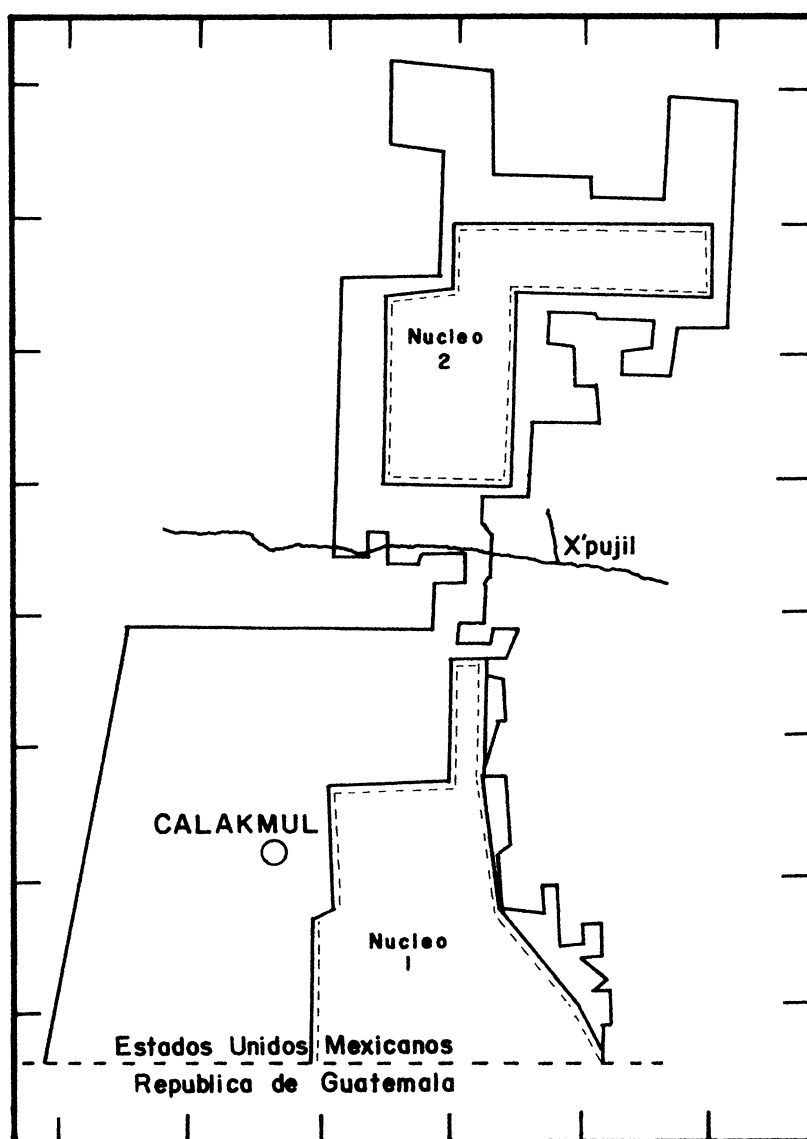 Nucleo
2
X'pujil
CALAKMUL
Nucleo
1
Estados Unidos Mexicanos
Republica de Guatemala